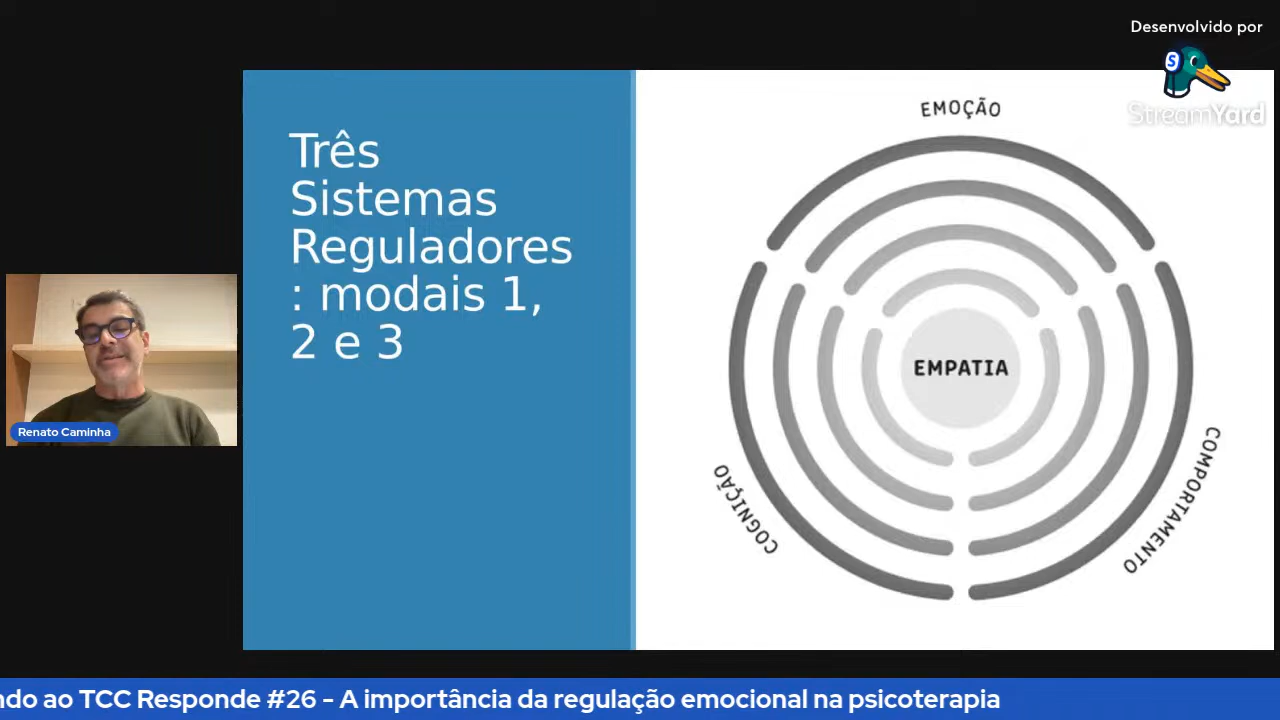 Desenvolvido por
S
StreamYard
Três
Sistemas
Reguladores
: modais 1,
2 e 3
EMOÇÃO
EMPATIA
COGNIÇÃO
COMPORTAMENTO
Renato Caminha
ndo ao TCC Responde #26 - A importância da regulação emocional na psicoterapia